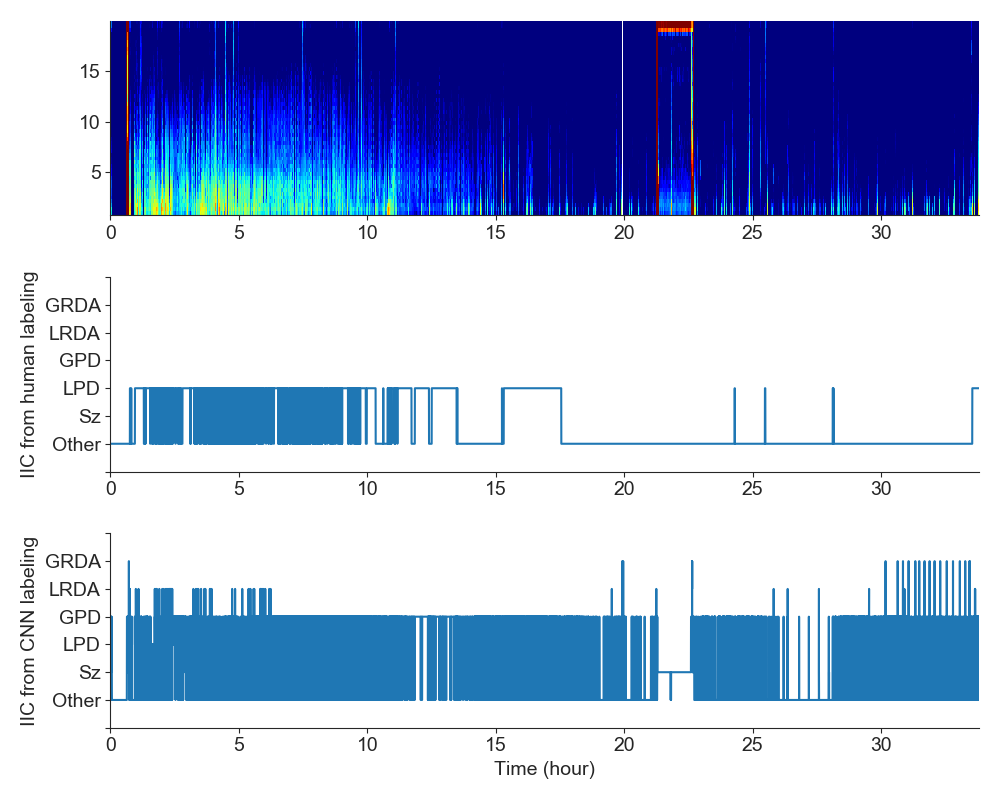 15
10
5
0 5 10 15 20 25 30
IIC from human labeling
GRDA
LRDA
GPD
LPD
Sz
Other
0 5 10 15 20 25 30
IIC from CNN labeling
GRDA
LRDA
GPD
LPD
Sz
Other
0 5 10 15 20 25 30
Time (hour)